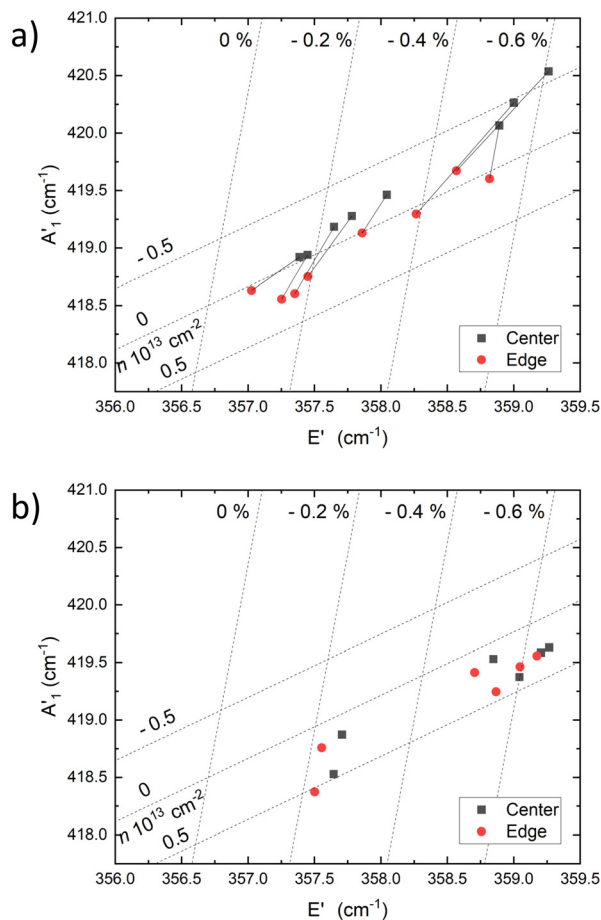 a)
421.0
420.5
420.0
419.5
419.0
418.5
418.0
A'1 (cm-1)
0 %
- 0.2 %
- 0.4 %
- 0.6 %
- 0.5
0
n 10^13 cm-2
0.5
Center
Edge
356.0 356.5 357.0 357.5 358.0 358.5 359.0 359.5
E' (cm-1)
b)
421.0
420.5
420.0
419.5
419.0
418.5
418.0
A'1 (cm-1)
0 %
- 0.2 %
- 0.4 %
- 0.6 %
- 0.5
0
n 10^13 cm-2
0.5
Center
Edge
356.0 356.5 357.0 357.5 358.0 358.5 359.0 359.5
E' (cm-1)